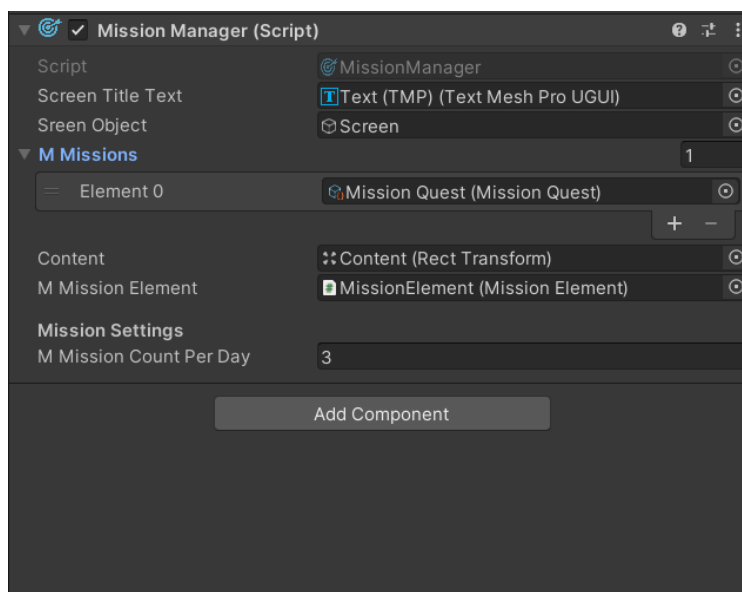 Mission Manager (Script)
Script MissionManager
Screen Title Text Text (TMP) (Text Mesh Pro UGUI)
Sreen Object Screen
M Missions 1
Element 0 Mission Quest (Mission Quest)
+ −
Content Content (Rect Transform)
M Mission Element MissionElement (Mission Element)
Mission Settings
M Mission Count Per Day 3
Add Component